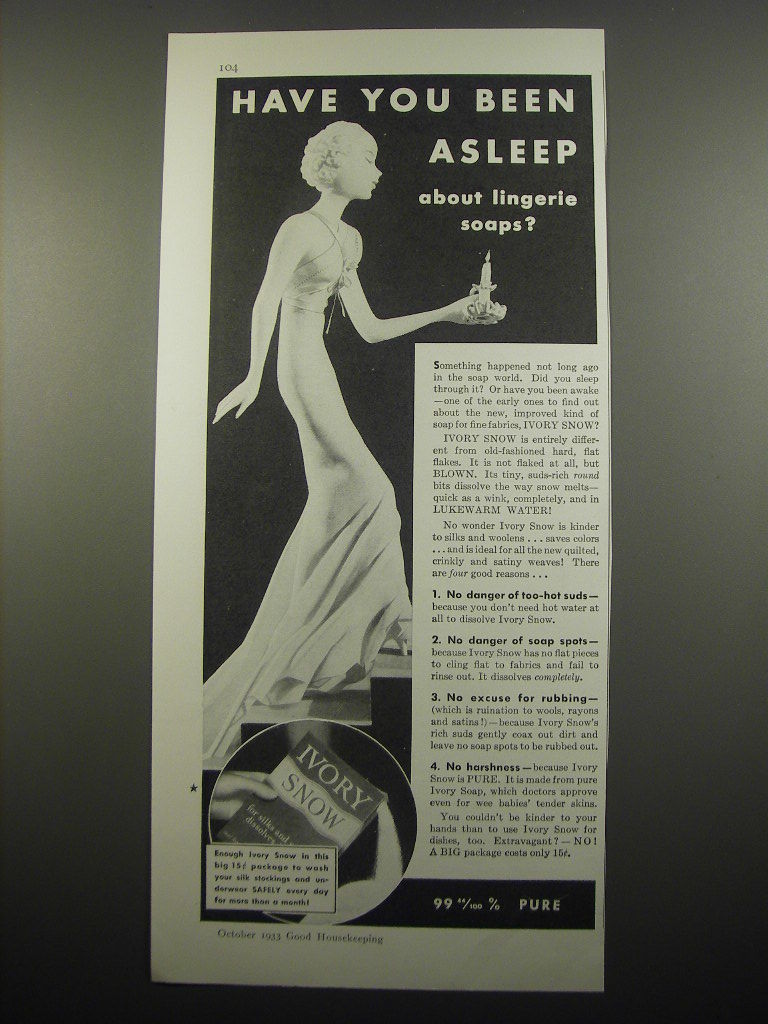 104
HAVE YOU BEEN
ASLEEP
about lingerie
soaps?
Something happened not long ago
in the soap world. Did you sleep
through it? Or have you been awake
—one of the early ones to find out
about the new, improved kind of
soap for fine fabrics, IVORY SNOW?
IVORY SNOW is entirely differ-
ent from old-fashioned hard, flat
flakes. It is not flaked at all, but
BLOWN. Its tiny, suds-rich round
bits dissolve the way snow melts—
quick as a wink, completely, and in
LUKEWARM WATER!
No wonder Ivory Snow is kinder
to silks and woolens . . . saves colors
. . . and is ideal for all the new quilted,
crinkly and satiny weaves! There
are four good reasons . . .
1. No danger of too-hot suds—
because you don't need hot water at
all to dissolve Ivory Snow.
2. No danger of soap spots—
because Ivory Snow has no flat pieces
to cling flat to fabrics and fail to
rinse out. It dissolves completely.
3. No excuse for rubbing—
(which is ruination to wools, rayons
and satins!)—because Ivory Snow's
rich suds gently coax out dirt and
leave no soap spots to be rubbed out.
4. No harshness—because Ivory
Snow is PURE. It is made from pure
Ivory Soap, which doctors approve
even for wee babies' tender skins.
You couldn't be kinder to your
hands than to use Ivory Snow for
dishes, too. Extravagant?—NO!
A BIG package costs only 15¢.
IVORY
SNOW
for silks and
dissolves
Enough Ivory Snow in this
big 15¢ package to wash
your silk stockings and un-
derwear SAFELY every day
for more than a month!
99 44/100 % PURE
October 1933 Good Housekeeping